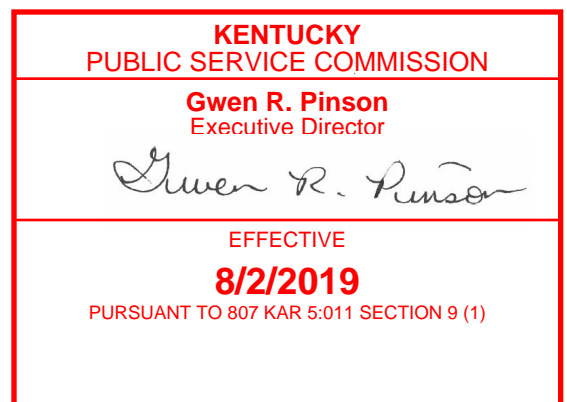 KENTUCKY
PUBLIC SERVICE COMMISSION
Gwen R. Pinson
Executive Director
Gwen R. Pinson
EFFECTIVE
8/2/2019
PURSUANT TO 807 KAR 5:011 SECTION 9 (1)